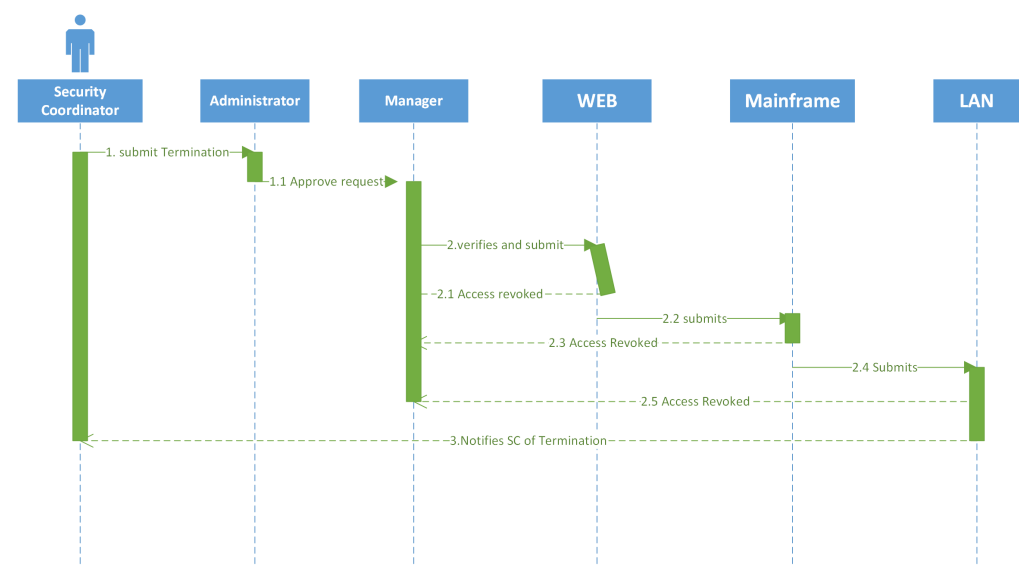 Security
Coordinator
Administrator
Manager
WEB
Mainframe
LAN
1. submit Termination
1.1 Approve request
2.verifies and submit
2.1 Access revoked
2.2 submits
2.3 Access Revoked
2.4 Submits
2.5 Access Revoked
3.Notifies SC of Termination